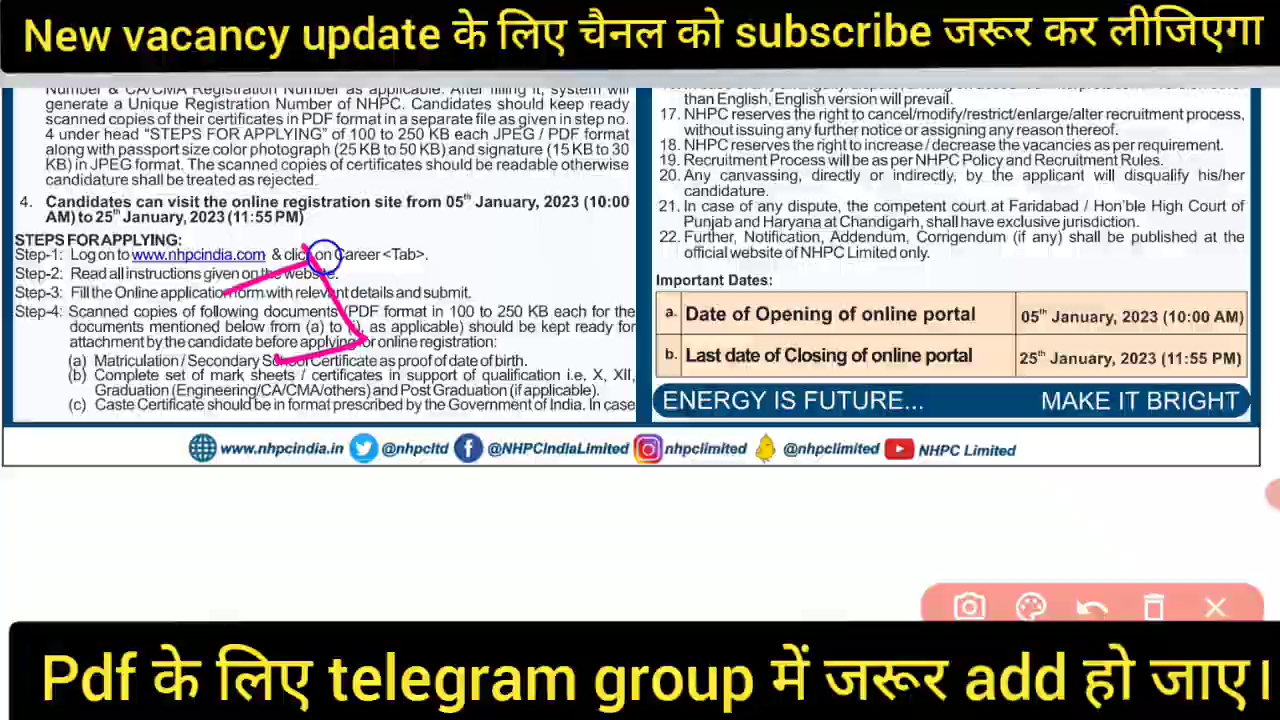 New vacancy update के लिए चैनल को subscribe जरूर कर लीजिएगा
Number & CA/CMA Registration Number as applicable. After filling it, system will
generate a Unique Registration Number of NHPC. Candidates should keep ready
scanned copies of their certificates in PDF format in a separate file as given in step no.
4 under head “STEPS FOR APPLYING” of 100 to 250 KB each JPEG / PDF format
along with passport size color photograph (25 KB to 50 KB) and signature (15 KB to 30
KB) in JPEG format. The scanned copies of certificates should be readable otherwise
candidature shall be treated as rejected.
4. Candidates can visit the online registration site from 05th January, 2023 (10:00
AM) to 25th January, 2023 (11:55 PM)
STEPS FOR APPLYING:
Step-1: Log on to www.nhpcindia.com & click on Career <Tab>.
Step-2: Read all instructions given on the website.
Step-3: Fill the Online application form with relevant details and submit.
Step-4: Scanned copies of following documents (PDF format in 100 to 250 KB each for the
documents mentioned below from (a) to as applicable) should be kept ready for
attachment by the candidate before applying for online registration:
(a) Matriculation / Secondary School Certificate as proof of date of birth.
(b) Complete set of mark sheets / certificates in support of qualification i.e. X, XII,
Graduation (Engineering/CA/CMA/others) and Post Graduation (if applicable).
(c) Caste Certificate should be in format prescribed by the Government of India. In case
than English, English version will prevail.
17. NHPC reserves the right to cancel/modify/restrict/enlarge/alter recruitment process,
without issuing any further notice or assigning any reason thereof.
18. NHPC reserves the right to increase / decrease the vacancies as per requirement.
19. Recruitment Process will be as per NHPC Policy and Recruitment Rules.
20. Any canvassing, directly or indirectly, by the applicant will disqualify his/her
candidature.
21. In case of any dispute, the competent court at Faridabad / Hon’ble High Court of
Punjab and Haryana at Chandigarh, shall have exclusive jurisdiction.
22. Further, Notification, Addendum, Corrigendum (if any) shall be published at the
official website of NHPC Limited only.
Important Dates:
a. Date of Opening of online portal 05th January, 2023 (10:00 AM)
b. Last date of Closing of online portal 25th January, 2023 (11:55 PM)
ENERGY IS FUTURE... MAKE IT BRIGHT
www.nhpcindia.in @nhpcltd @NHPCIndiaLimited nhpclimited @nhpclimited NHPC Limited
Pdf के लिए telegram group में जरूर add हो जाए।